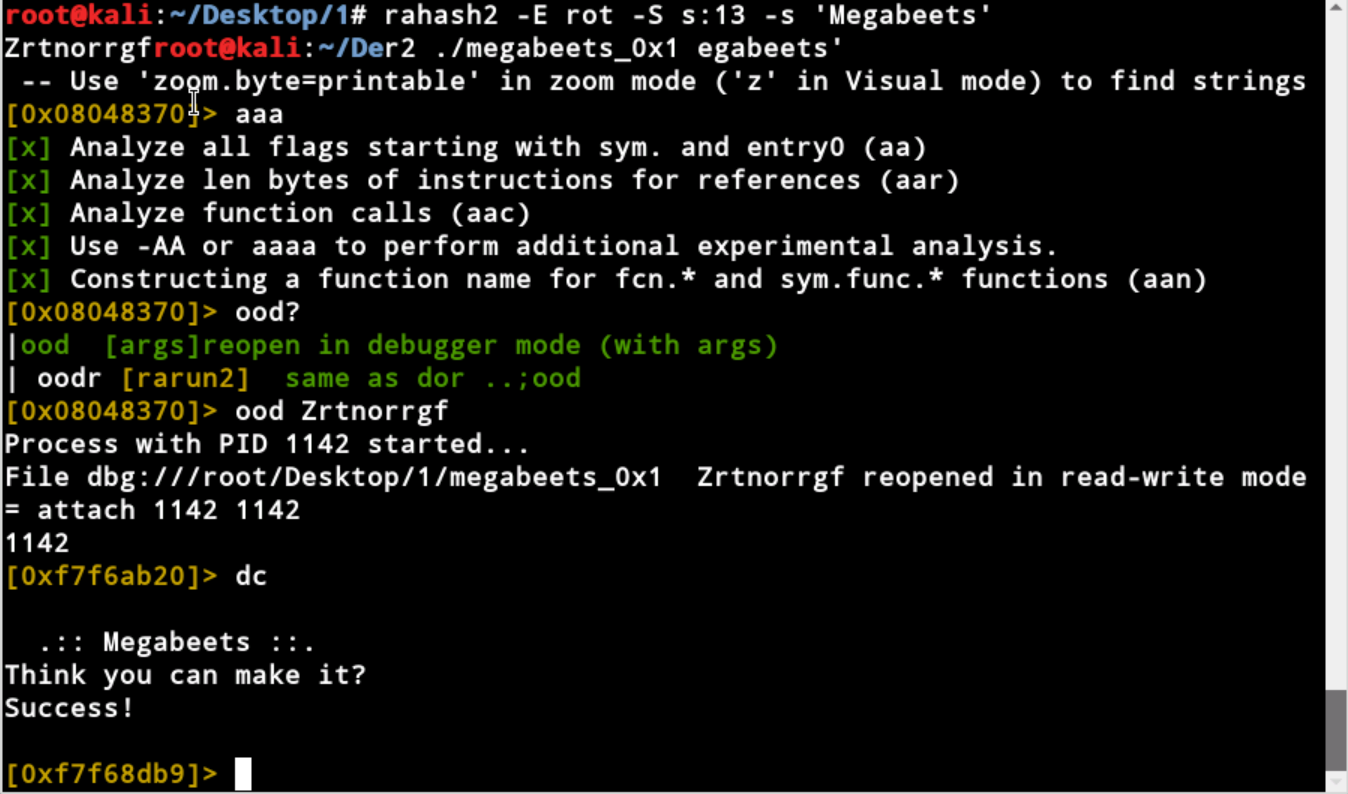 root@kali:~/Desktop/1# rahash2 -E rot -S s:13 -s 'Megabeets'
Zrtnorrgfroot@kali:~/Der2 ./megabeets_0x1 egabeets'
 -- Use 'zoom.byte=printable' in zoom mode ('z' in Visual mode) to find strings
[0x08048370]> aaa
[x] Analyze all flags starting with sym. and entry0 (aa)
[x] Analyze len bytes of instructions for references (aar)
[x] Analyze function calls (aac)
[x] Use -AA or aaaa to perform additional experimental analysis.
[x] Constructing a function name for fcn.* and sym.func.* functions (aan)
[0x08048370]> ood?
|ood  [args]reopen in debugger mode (with args)
| oodr [rarun2]  same as dor ..;ood
[0x08048370]> ood Zrtnorrgf
Process with PID 1142 started...
File dbg:///root/Desktop/1/megabeets_0x1  Zrtnorrgf reopened in read-write mode
= attach 1142 1142
1142
[0xf7f6ab20]> dc
  .:: Megabeets ::.
Think you can make it?
Success!
[0xf7f68db9]>